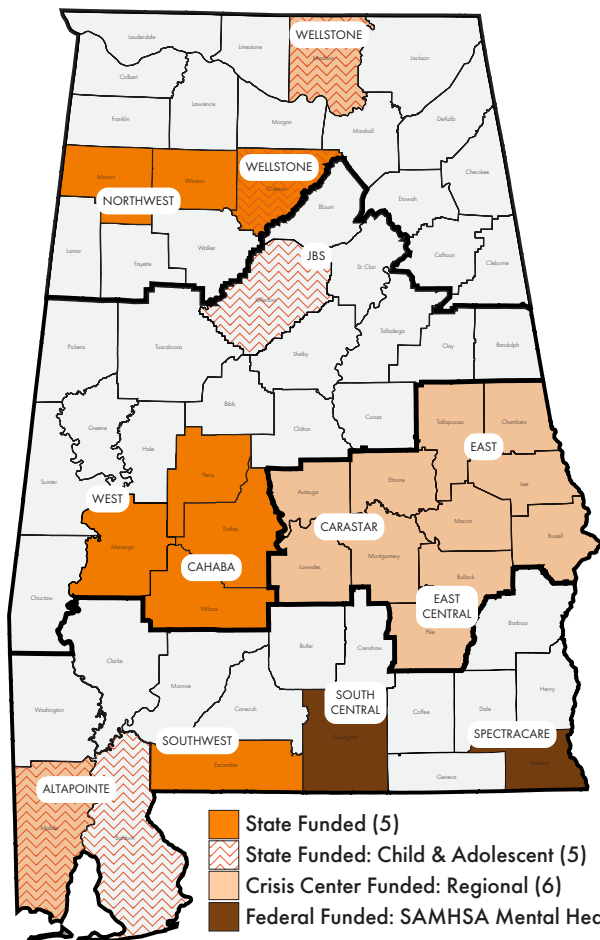 WELLSTONE
Lauderdale
Limestone
Madison
Jackson
Colbert
Lawrence
Franklin
Morgan
Marshall
DeKalb
Marion
Winston
WELLSTONE
Cullman
Cherokee
NORTHWEST
Blount
Etowah
Lamar
Fayette
Walker
JBS
St. Clair
Calhoun
Cleburne
Jefferson
Pickens
Tuscaloosa
Shelby
Talladega
Clay
Randolph
Bibb
Chilton
Coosa
Tallapoosa
Chambers
Greene
Hale
EAST
Sumter
Perry
Autauga
Elmore
Lee
WEST
Dallas
CARASTAR
Macon
Russell
Marengo
CAHABA
Lowndes
Montgomery
Bullock
Choctaw
Wilcox
EAST
CENTRAL
Pike
Barbour
Clarke
Butler
Crenshaw
Monroe
Washington
Conecuh
SOUTH
CENTRAL
Coffee
Dale
Henry
SOUTHWEST
Covington
SPECTRACARE
Escambia
Geneva
Houston
ALTAPOINTE
Mobile
Baldwin
State Funded (5)
State Funded: Child & Adolescent (5)
Crisis Center Funded: Regional (6)
Federal Funded: SAMHSA Mental Hea